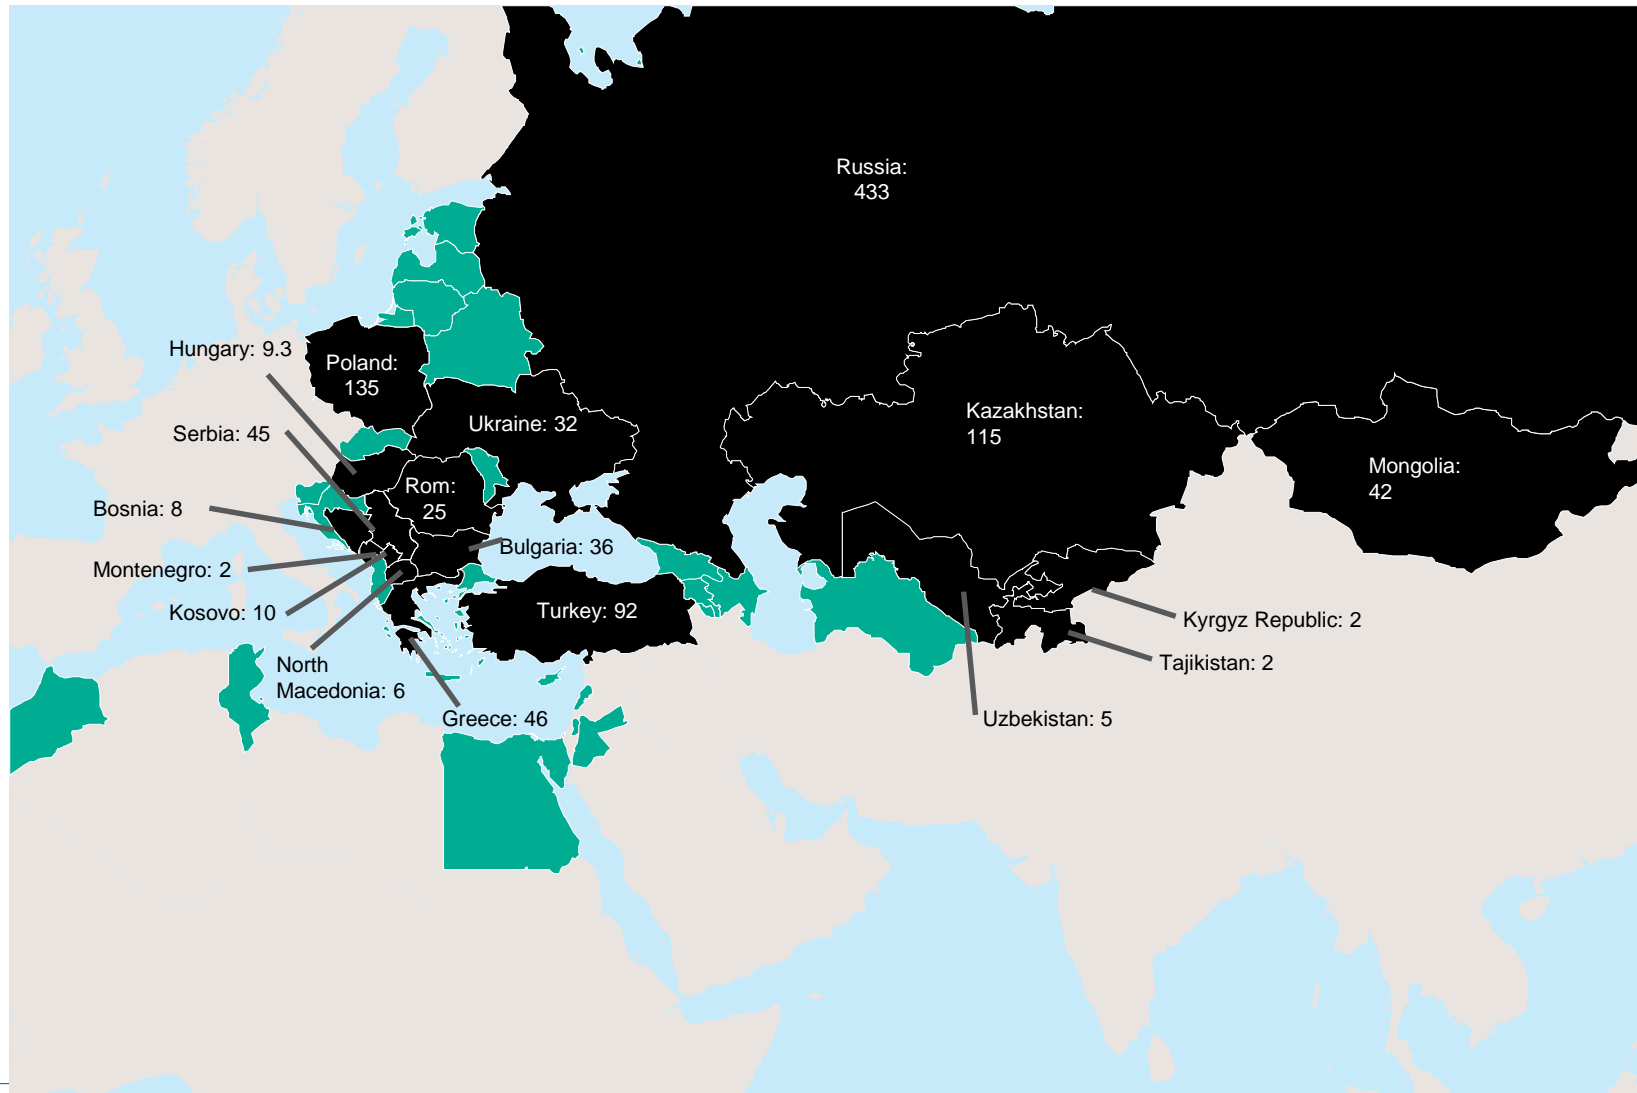 Russia:
433
Hungary: 9.3
Poland:
135
Kazakhstan:
115
Ukraine: 32
Serbia: 45
Mongolia:
42
Rom:
25
Bosnia: 8
Bulgaria: 36
Montenegro: 2
Kosovo: 10
Turkey: 92
Kyrgyz Republic: 2
North
Macedonia: 6
Tajikistan: 2
Greece: 46
Uzbekistan: 5